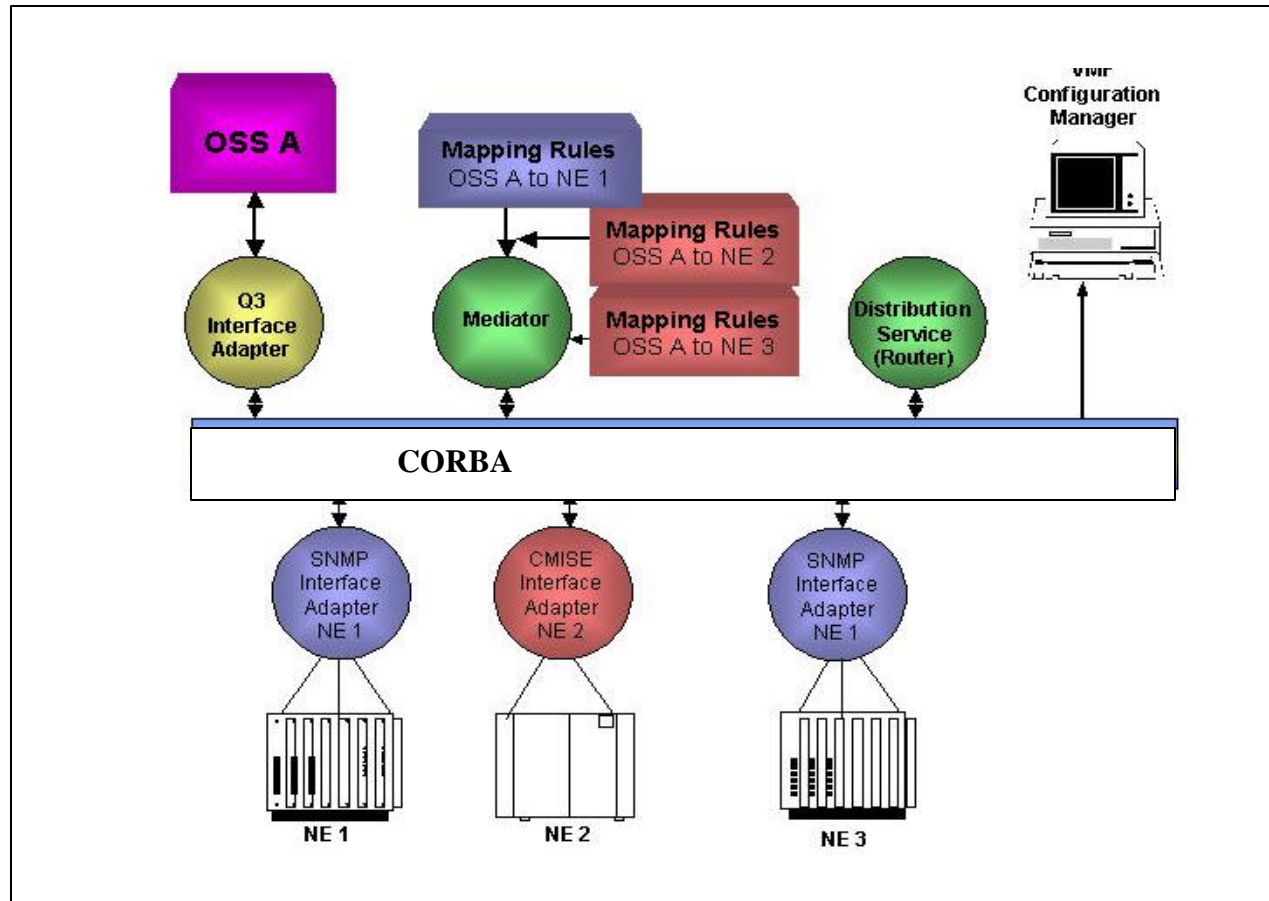 OSS A
Mapping Rules
OSS A to NE 1
Mapping Rules
OSS A to NE 2
Mapping Rules
OSS A to NE 3
VMP
Configuration
Manager
Q3
Interface
Adapter
Mediator
Distribution
Service
(Router)
CORBA
SNMP
Interface
Adapter
NE 1
CMISE
Interface
Adapter
NE 2
SNMP
Interface
Adapter
NE 1
NE 1
NE 2
NE 3